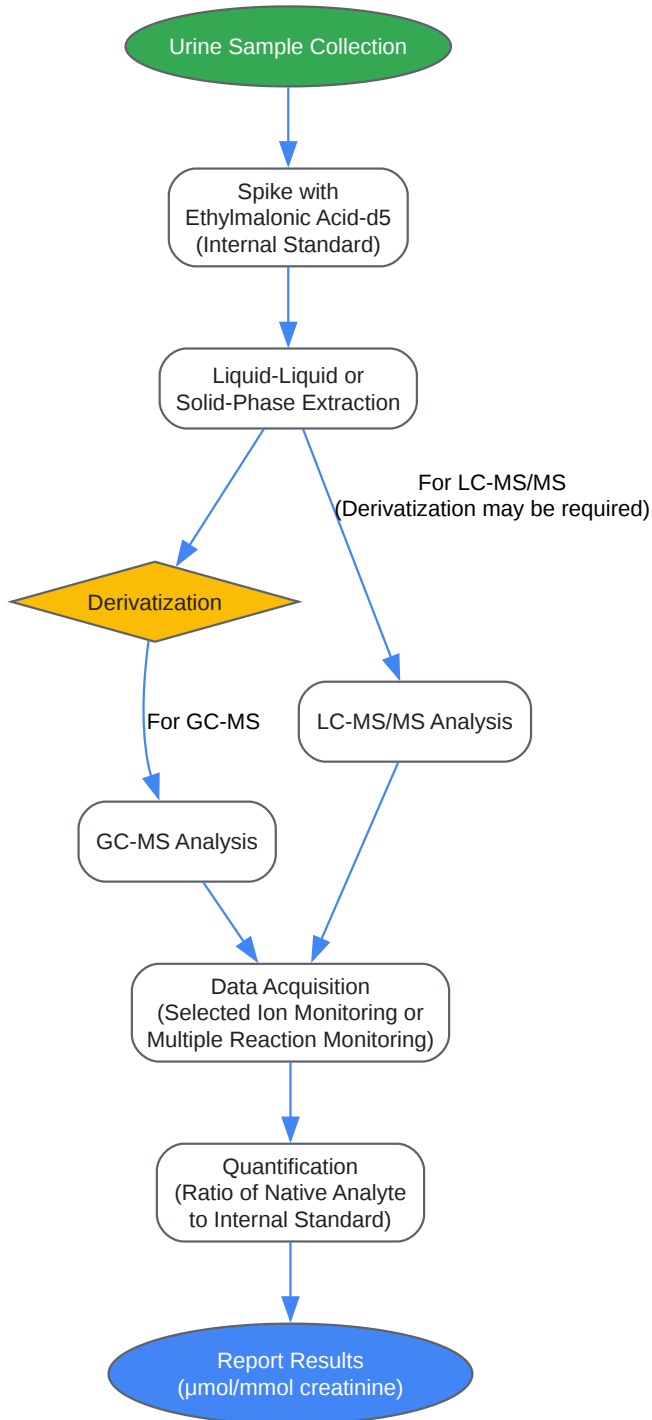 Urine Sample Collection
Spike with
Ethylmalonic Acid-d5
(Internal Standard)
Liquid-Liquid or
Solid-Phase Extraction
For LC-MS/MS
(Derivatization may be required)
Derivatization
For GC-MS
LC-MS/MS Analysis
GC-MS Analysis
Data Acquisition
(Selected Ion Monitoring or
Multiple Reaction Monitoring)
Quantification
(Ratio of Native Analyte
to Internal Standard)
Report Results
(µmol/mmol creatinine)